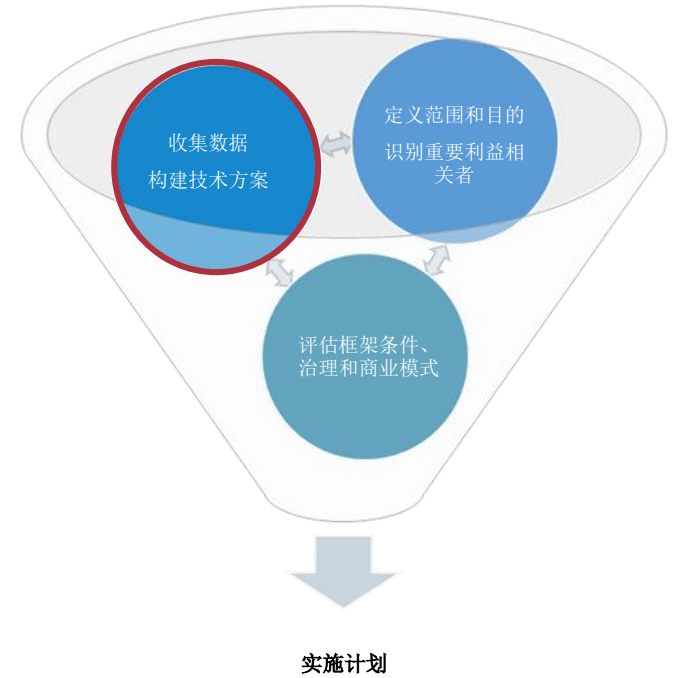 收集数据
构建技术方案
定义范围和目的
识别重要利益相
关者
评估框架条件、
治理和商业模式
实施计划